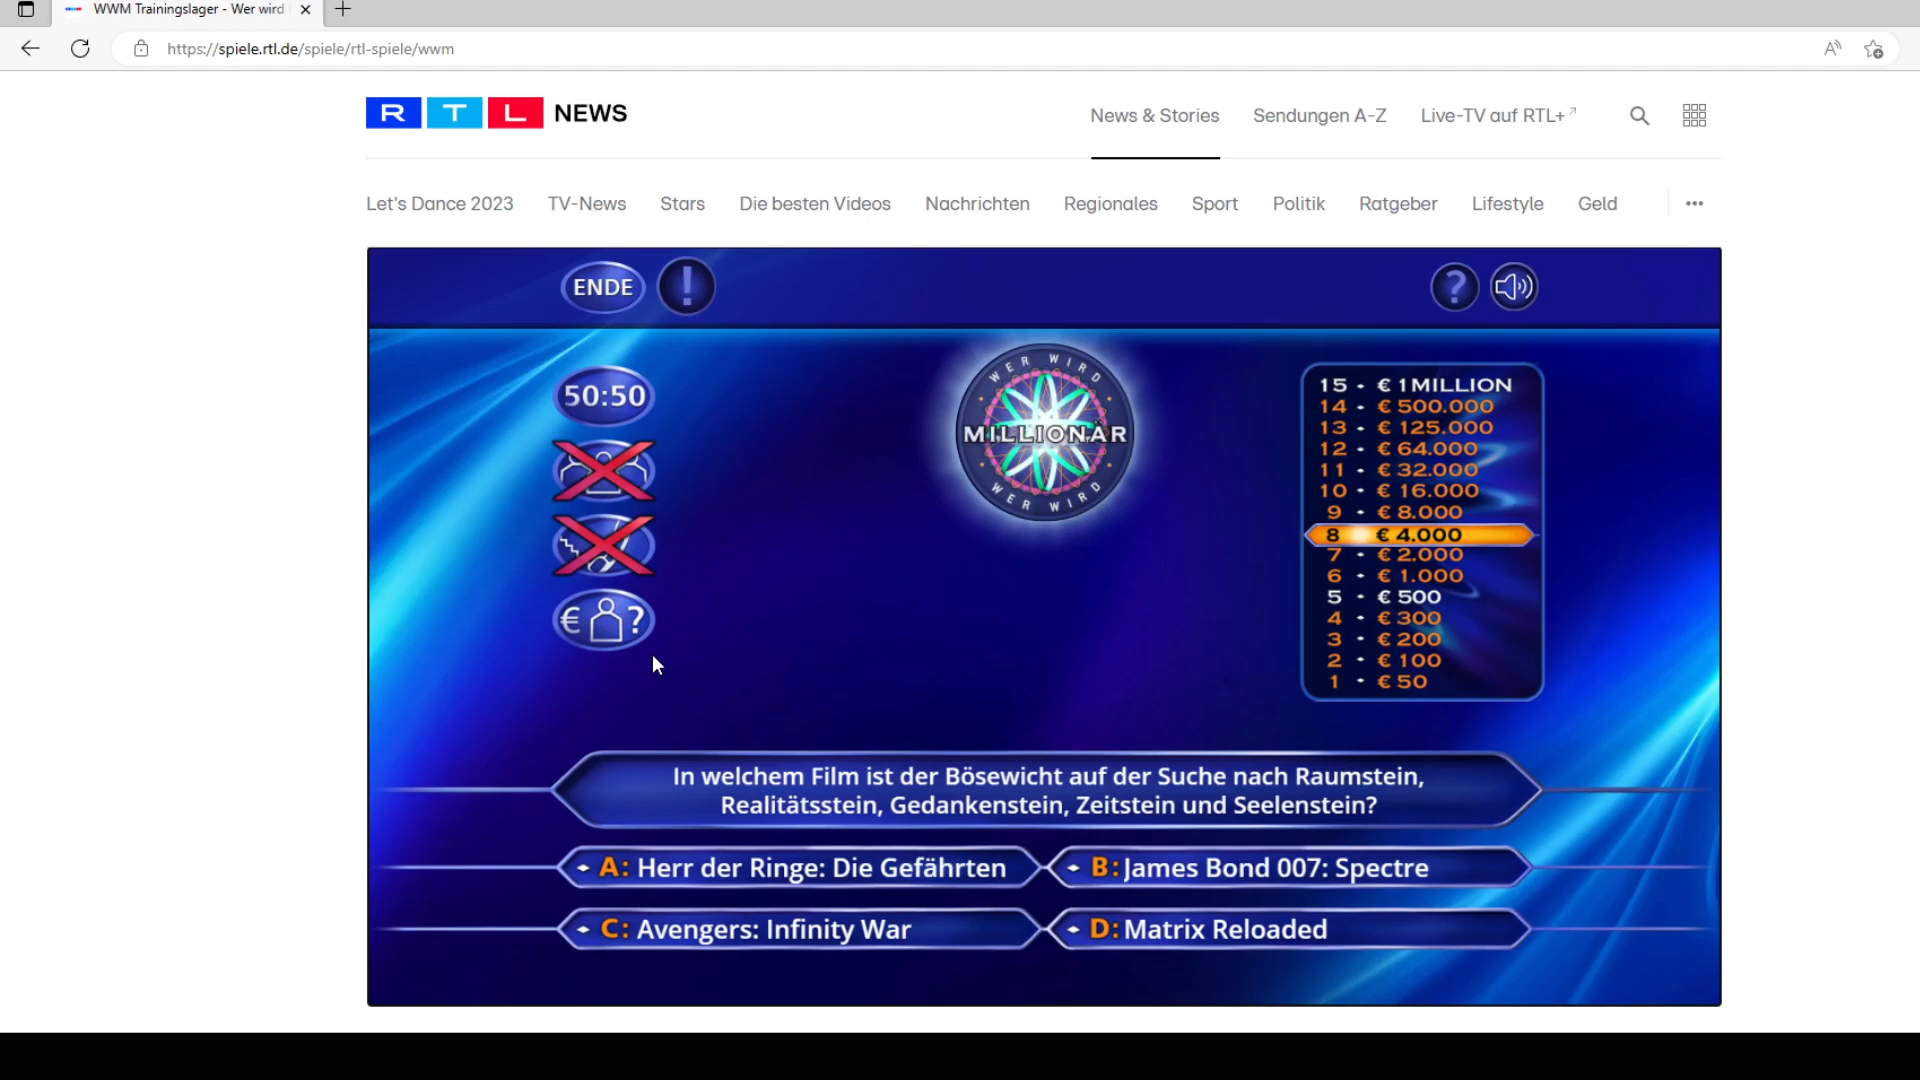 WWM Trainingslager - Wer wird
https://spiele.rtl.de/spiele/rtl-spiele/wwm
RTL NEWS
News & Stories
Sendungen A-Z
Live-TV auf RTL+
Let's Dance 2023
TV-News
Stars
Die besten Videos
Nachrichten
Regionales
Sport
Politik
Ratgeber
Lifestyle
Geld
ENDE
!
?
50:50
€ ?
WER WIRD
MILLIONÄR
WER WIRD
15 · € 1 MILLION
14 · € 500.000
13 · € 125.000
12 · € 64.000
11 · € 32.000
10 · € 16.000
9 · € 8.000
8 € 4.000
7 · € 2.000
6 · € 1.000
5 · € 500
4 · € 300
3 · € 200
2 · € 100
1 · € 50
In welchem Film ist der Bösewicht auf der Suche nach Raumstein,
Realitätsstein, Gedankenstein, Zeitstein und Seelenstein?
A: Herr der Ringe: Die Gefährten
B: James Bond 007: Spectre
C: Avengers: Infinity War
D: Matrix Reloaded